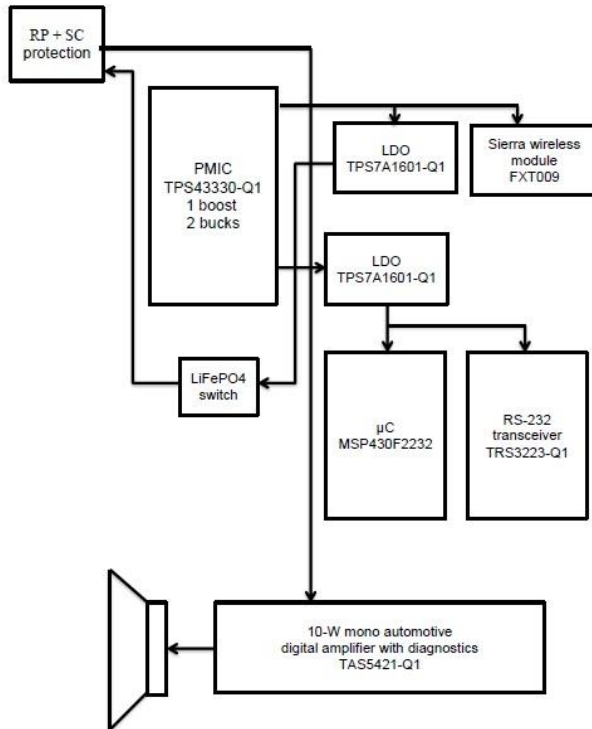 RP + SC
protection
PMIC
TPS43330-Q1
1 boost
2 bucks
LDO
TPS7A1601-Q1
Sierra wireless
module
FXT009
LDO
TPS7A1601-Q1
LiFePO4
switch
µC
MSP430F2232
RS-232
transceiver
TRS3223-Q1
10-W mono automotive
digital amplifier with diagnostics
TAS5421-Q1